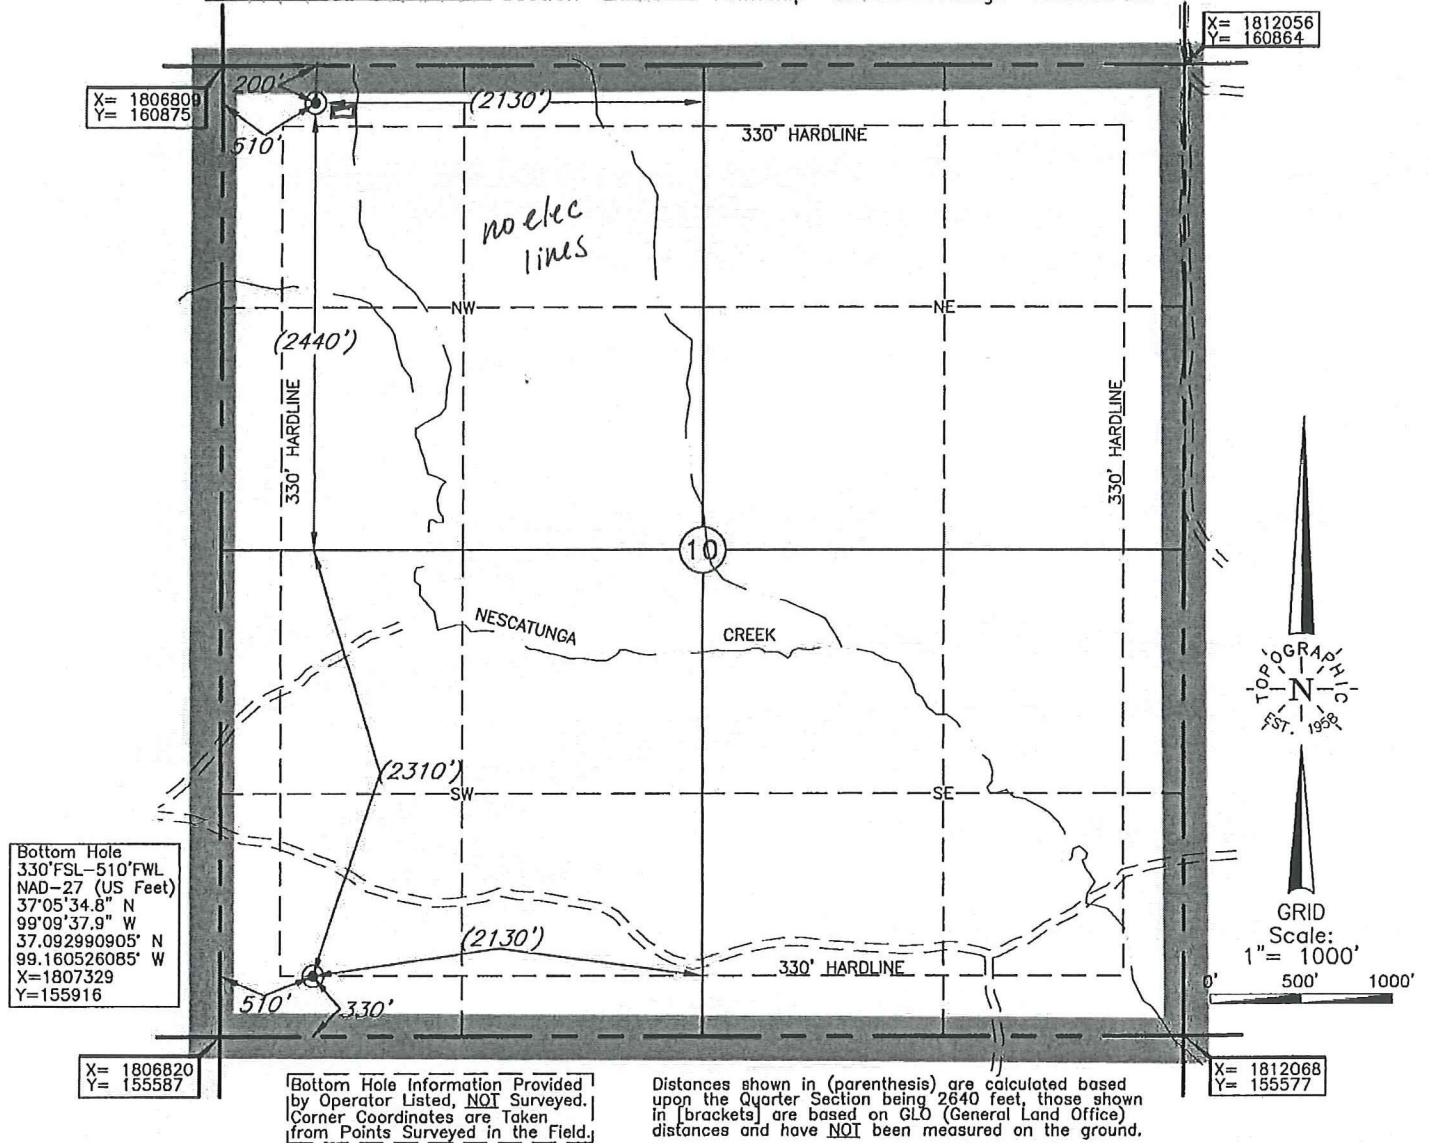 X= 1812056
Y= 160864
X= 1806809
Y= 160875
200'
(2130')
510'
330' HARDLINE
no elec
lines
NW
NE
(2440')
330' HARDLINE
330' HARDLINE
10
NESCATUNGA CREEK
TOPOGRAPHIC
N
EST. 1958
(2310')
SW
SE
Bottom Hole
330'FSL-510'FWL
NAD-27 (US Feet)
37°05'34.8" N
99°09'37.9" W
37.092990905° N
99.160526085° W
X=1807329
Y=155916
GRID
Scale:
1"= 1000'
0' 500' 1000'
(2130')
330' HARDLINE
510'
330'
X= 1806820
Y= 155587
X= 1812068
Y= 155577
Bottom Hole Information Provided
by Operator Listed, NOT Surveyed.
Corner Coordinates are Taken
from Points Surveyed in the Field.
Distances shown in (parenthesis) are calculated based
upon the Quarter Section being 2640 feet, those shown
in [brackets] are based on GLO (General Land Office)
distances and have NOT been measured on the ground.